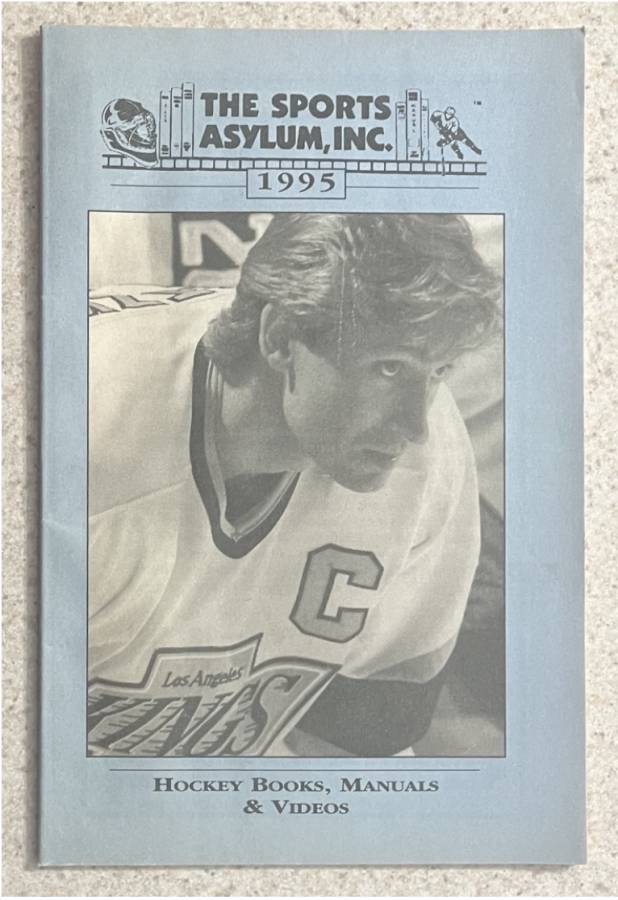 THE SPORTS
ASYLUM, INC.
™
1995
C
Los Angeles
KINGS
HOCKEY BOOKS, MANUALS
& VIDEOS